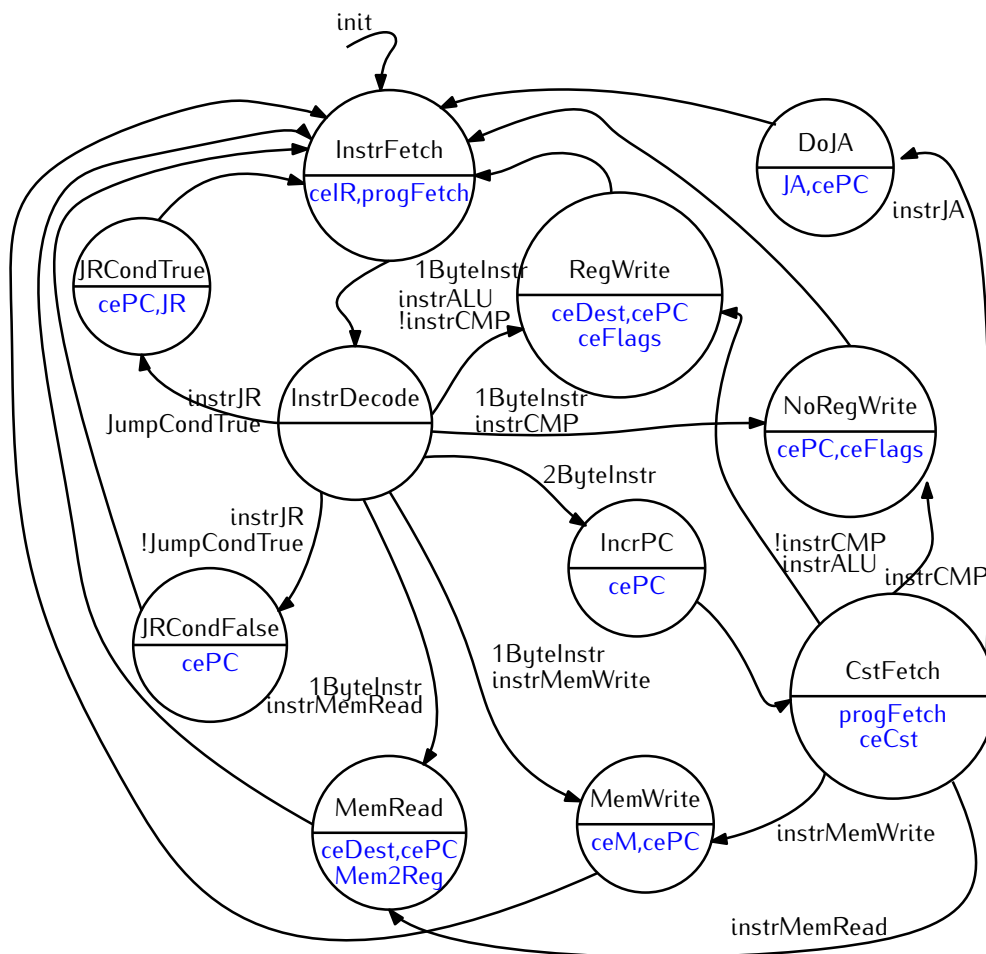 init
InstrFetch
ceIR,progFetch
DoJA
JA,cePC
instrJA
JRCondTrue
cePC,JR
1ByteInstr
instrALU
!instrCMP
RegWrite
ceDest,cePC
ceFlags
instrJR
JumpCondTrue
InstrDecode
1ByteInstr
instrCMP
NoRegWrite
cePC,ceFlags
2ByteInstr
instrJR
!JumpCondTrue
IncrPC
cePC
!instrCMP
instrALU
instrCMP
JRCondFalse
cePC
1ByteInstr
instrMemRead
1ByteInstr
instrMemWrite
CstFetch
progFetch
ceCst
MemRead
ceDest,cePC
Mem2Reg
MemWrite
ceM,cePC
instrMemWrite
instrMemRead